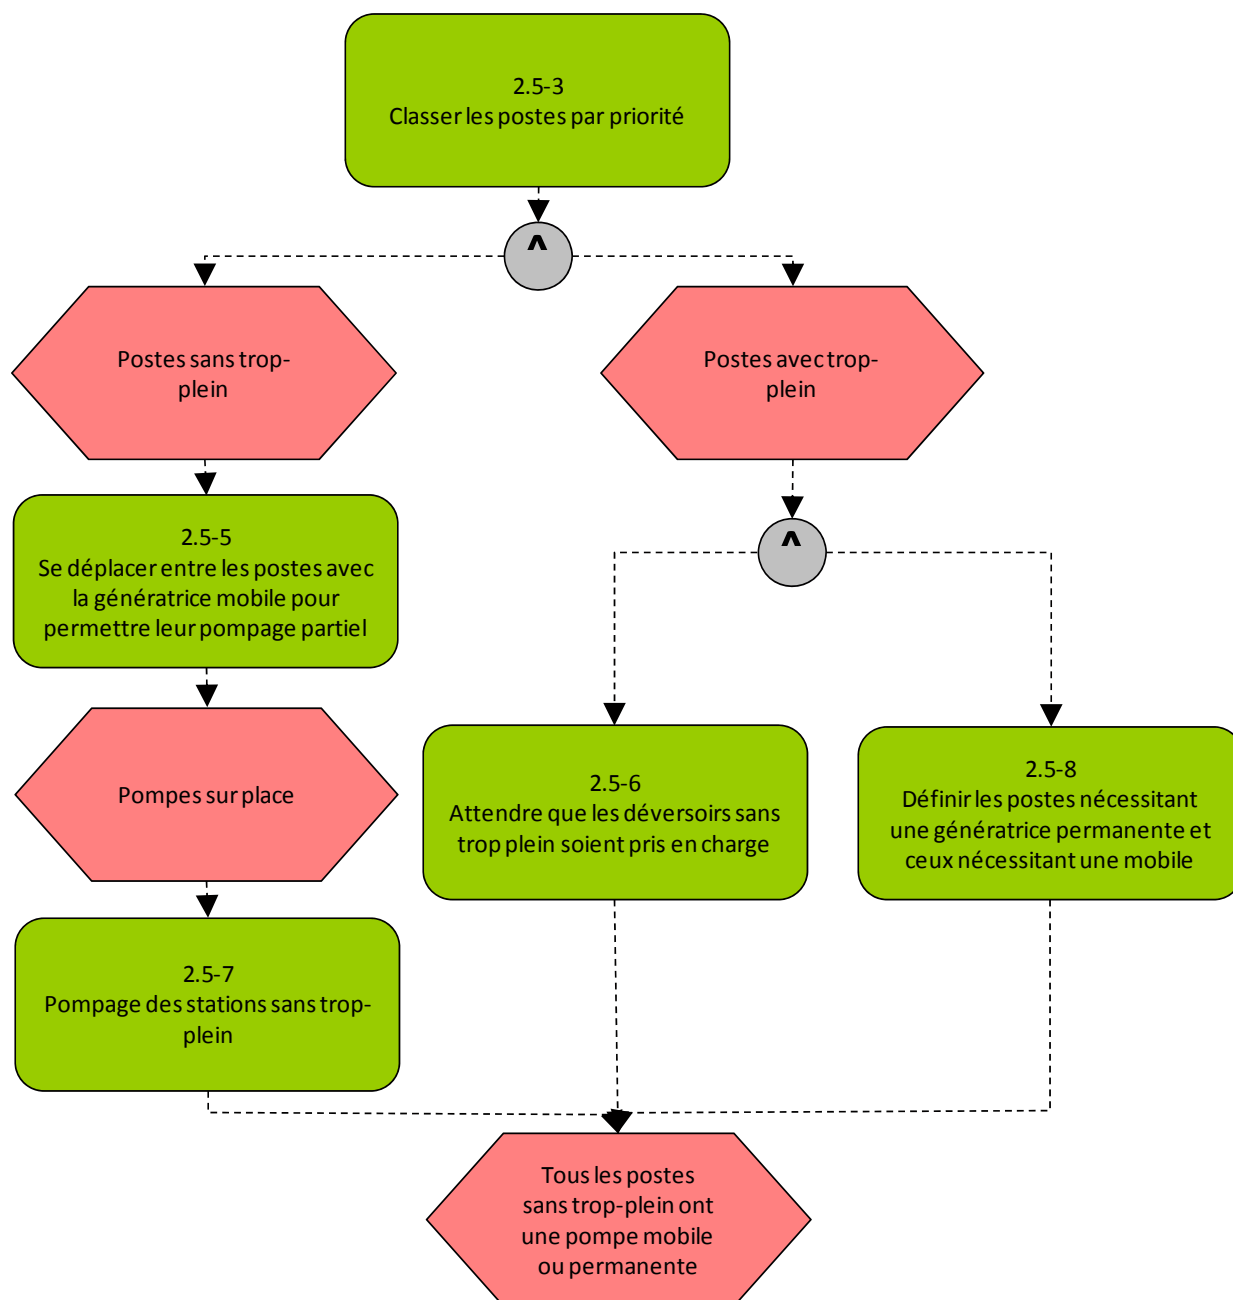 2.5-3
Classer les postes par priorité
^
Postes sans trop-
plein
Postes avec trop-
plein
2.5-5
Se déplacer entre les postes avec
la génératrice mobile pour
permettre leur pompage partiel
^
Pompes sur place
2.5-6
Attendre que les déversoirs sans
trop plein soient pris en charge
2.5-8
Définir les postes nécessitant
une génératrice permanente et
ceux nécessitant une mobile
2.5-7
Pompage des stations sans trop-
plein
Tous les postes
sans trop-plein ont
une pompe mobile
ou permanente